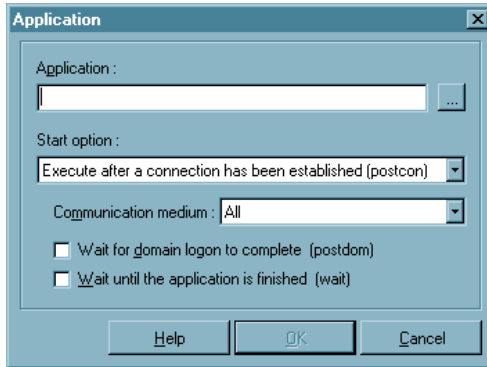 Application
Application :
...
Start option :
Execute after a connection has been established (postcon)
Communication medium : All
Wait for domain logon to complete (postdom)
Wait until the application is finished (wait)
Help OK Cancel